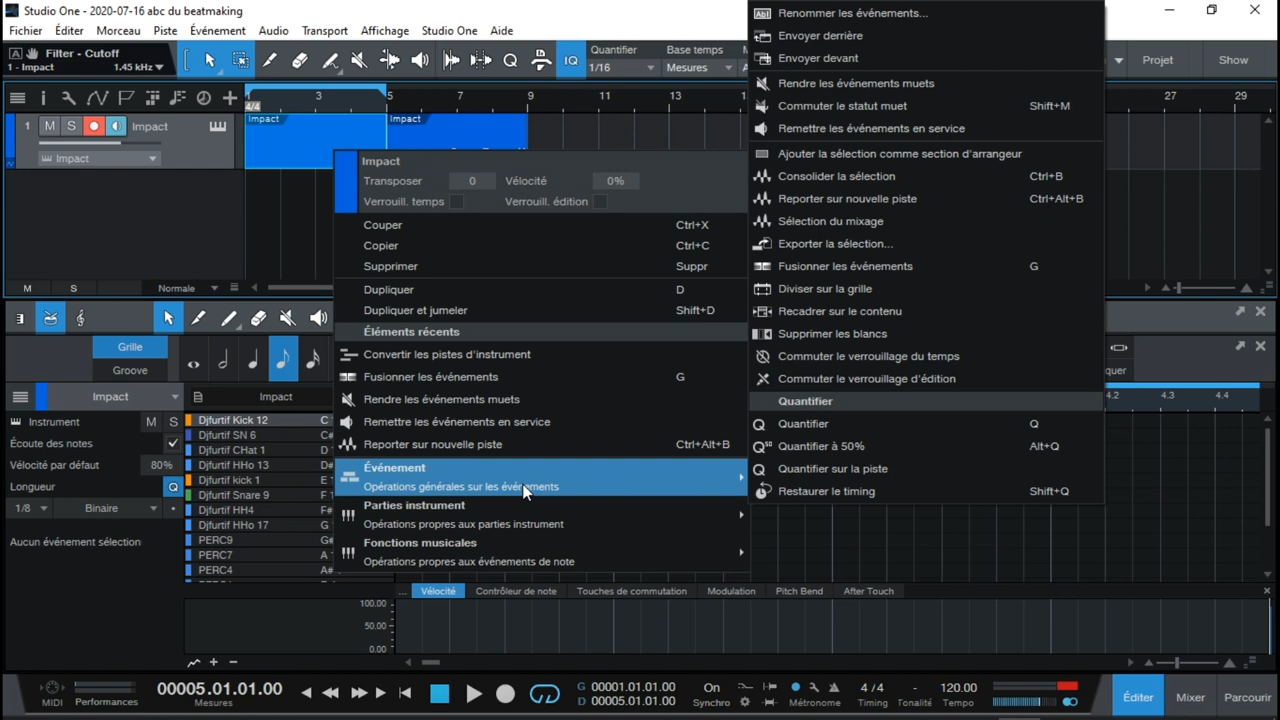 Studio One - 2020-07-16 abc du beatmaking
Fichier Éditer Morceau Piste Événement Audio Transport Affichage Studio One Aide
Filter - Cutoff
1 - Impact 1.45 kHz
IQ
Quantifier
1/16
Base temps
Mesures
Projet Show
1 3 5 7 9 11 13 27 29
4/4
1 M S Impact
Impact
Impact Impact
M S Normale
Impact
Transposer 0 Vélocité 0%
Verrouill. temps Verrouill. édition
Couper Ctrl+X
Copier Ctrl+C
Supprimer Suppr
Dupliquer D
Dupliquer et jumeler Shift+D
Éléments récents
Convertir les pistes d'instrument
Fusionner les événements G
Rendre les événements muets
Remettre les événements en service
Reporter sur nouvelle piste Ctrl+Alt+B
Événement
Opérations générales sur les événements
Parties instrument
Opérations propres aux parties instrument
Fonctions musicales
Opérations propres aux événements de note
Renommer les événements...
Envoyer derrière
Envoyer devant
Rendre les événements muets
Commuter le statut muet Shift+M
Remettre les événements en service
Ajouter la sélection comme section d'arrangeur
Consolider la sélection Ctrl+B
Reporter sur nouvelle piste Ctrl+Alt+B
Sélection du mixage
Exporter la sélection...
Fusionner les événements G
Diviser sur la grille
Recadrer sur le contenu
Supprimer les blancs
Commuter le verrouillage du temps
Commuter le verrouillage d'édition
Quantifier
Quantifier Q
Quantifier à 50% Alt+Q
Quantifier sur la piste
Restaurer le timing Shift+Q
Grille
Groove
quer
4.2 4.3 4.4
Impact Impact
Instrument M S
Écoute des notes
Vélocité par défaut 80%
Longueur Q
1/8 Binaire
Aucun événement sélection
Djfurtif Kick 12 C
Djfurtif SN 6 C#
Djfurtif CHat 1 D
Djfurtif HHo 13 D#
Djfurtif kick 1 E
Djfurtif Snare 9 F
Djfurtif HH4 F#
Djfurtif HHo 17 G
PERC9 G#
PERC7 A
PERC4 A#
... Vélocité Contrôleur de note Touches de commutation Modulation Pitch Bend After Touch
100.00
50.00
0.00
MIDI Performances
00005.01.01.00
Mesures
G 00001.01.01.00
D 00005.01.01.00
On
Synchro
Métronome
4 / 4
Timing
-
Tonalité
120.00
Tempo
Éditer Mixer Parcourir